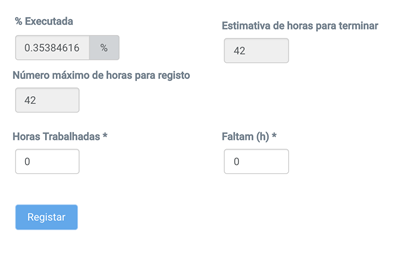 % Executada
0.35384616 %
Estimativa de horas para terminar
42
Número máximo de horas para registo
42
Horas Trabalhadas *
0
Faltam (h) *
0
Registar